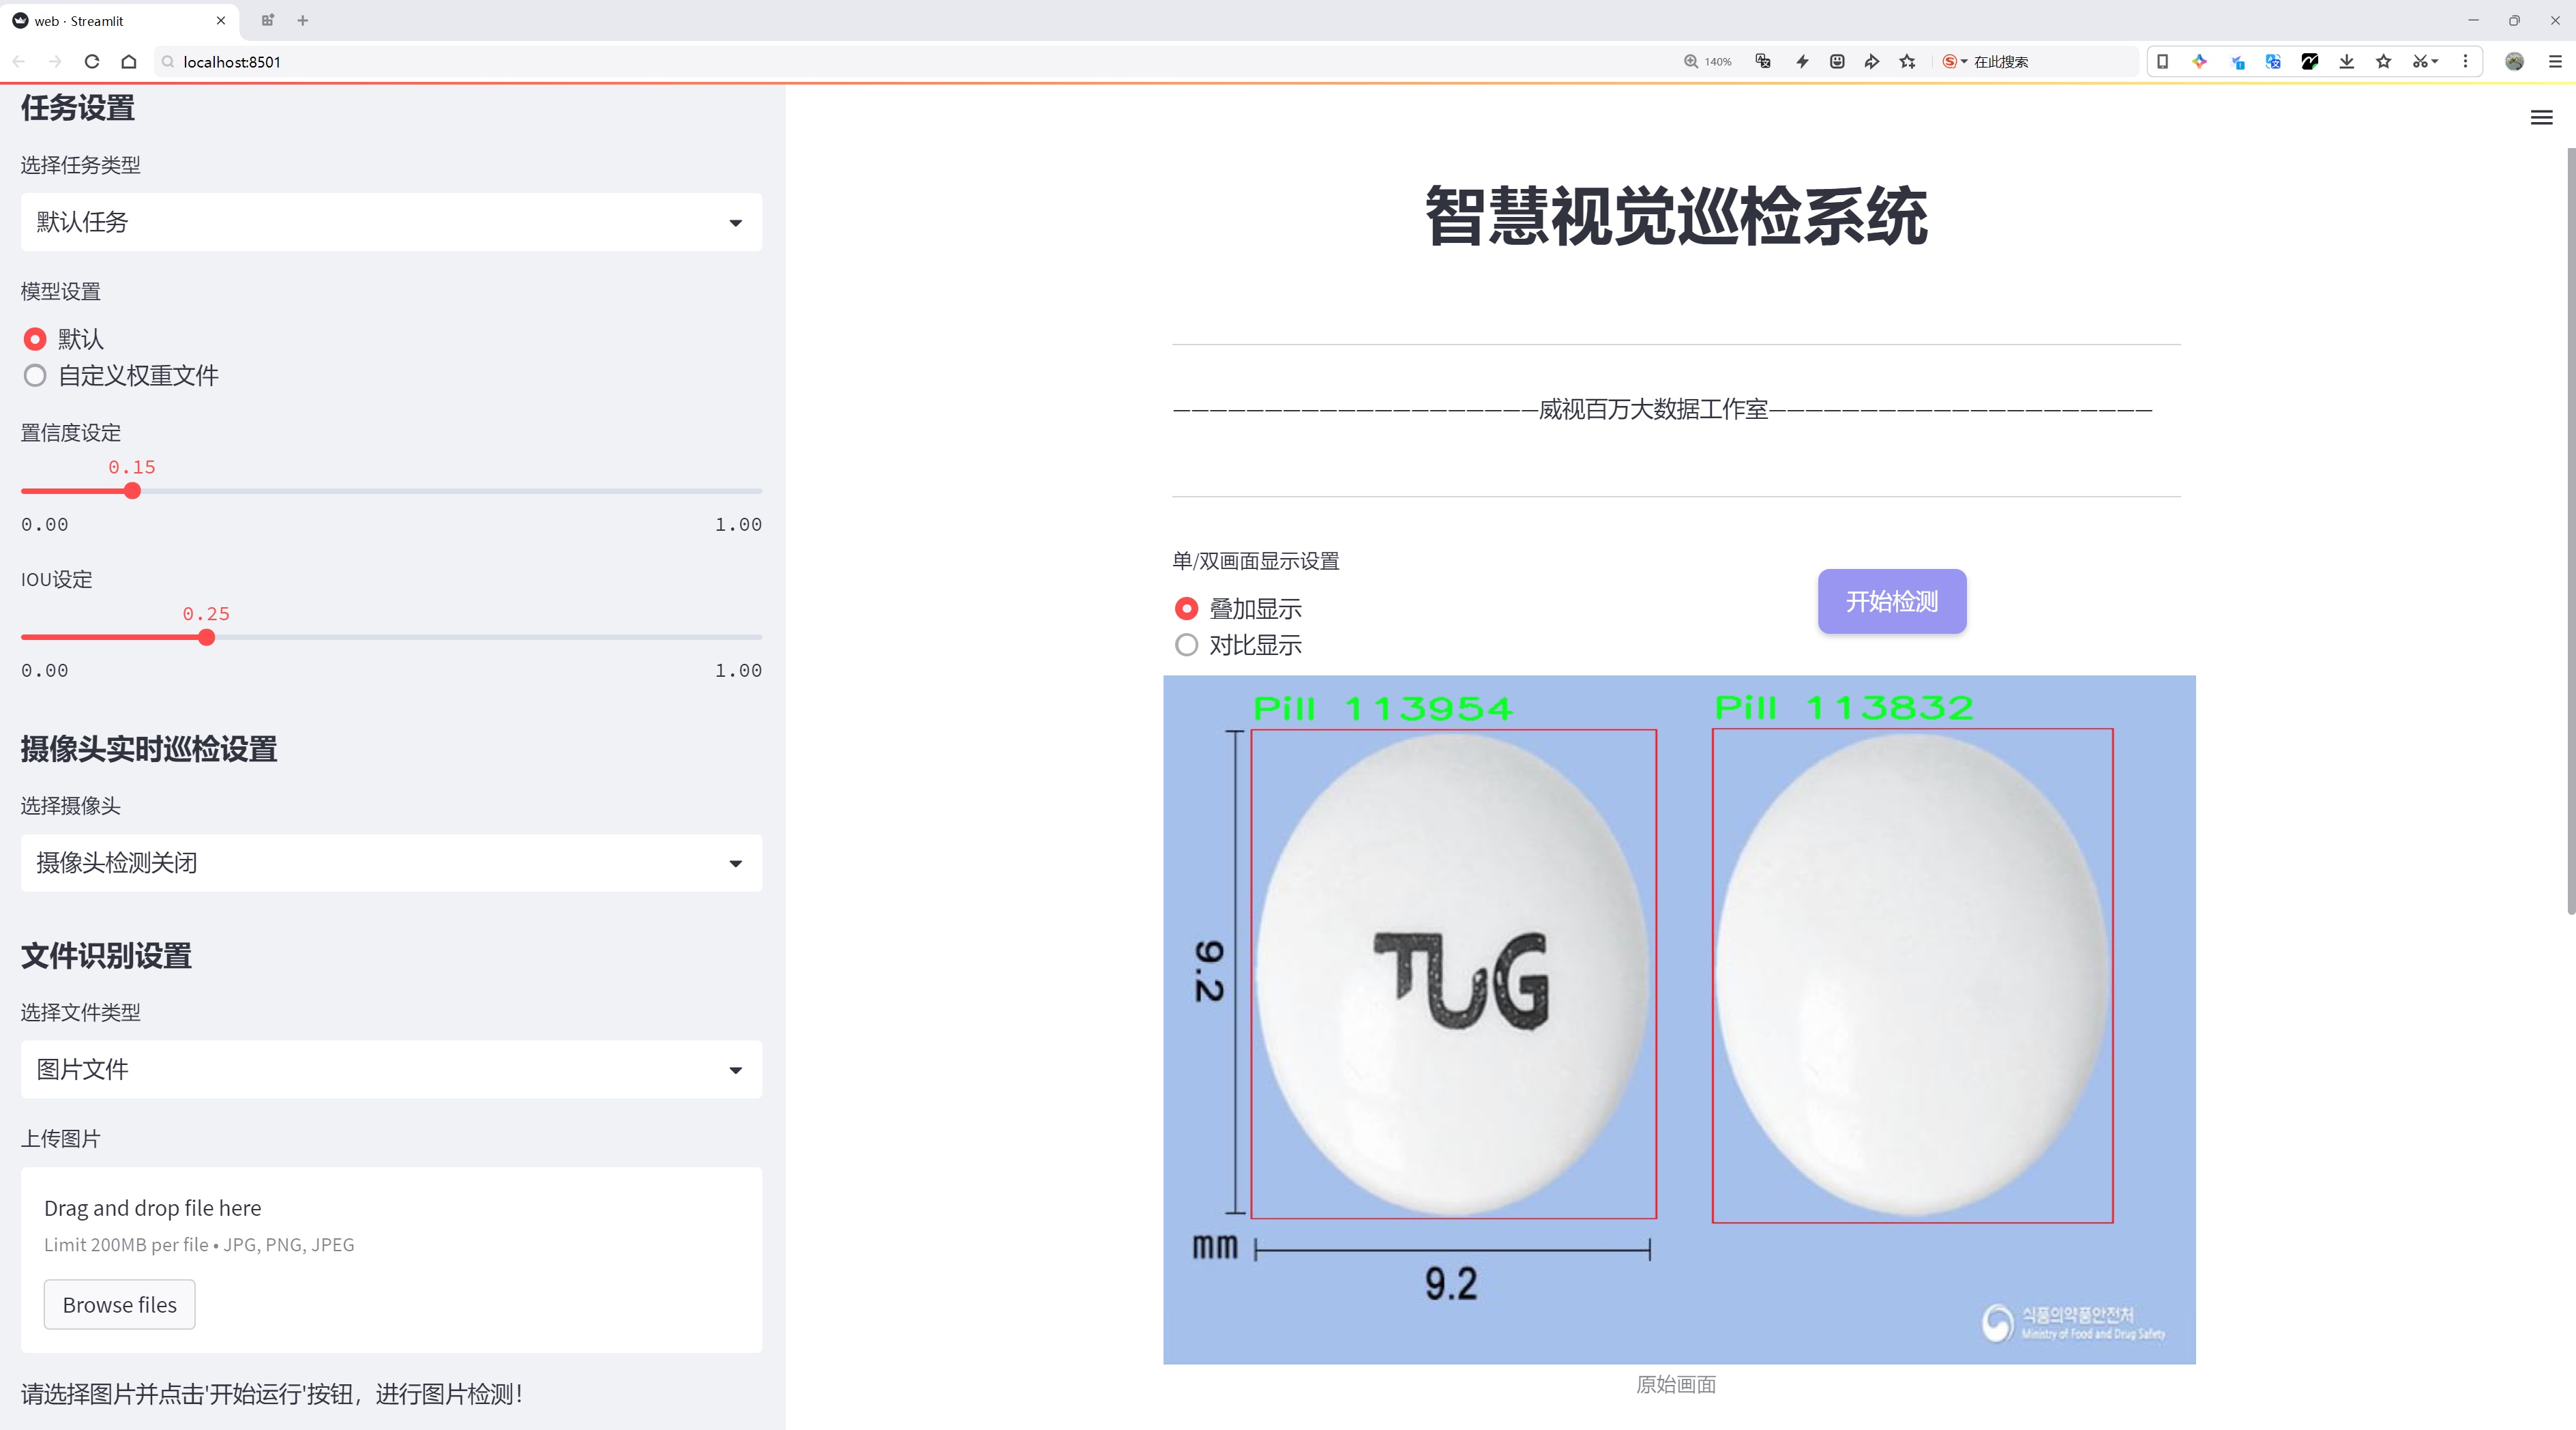 web · Streamlit
localhost:8501
140%
在此搜索
任务设置
选择任务类型
默认任务
模型设置
默认
自定义权重文件
置信度设定
0.15
0.00
1.00
IOU设定
0.25
0.00
1.00
摄像头实时巡检设置
选择摄像头
摄像头检测关闭
文件识别设置
选择文件类型
图片文件
上传图片
Drag and drop file here
Limit 200MB per file • JPG, PNG, JPEG
Browse files
请选择图片并点击'开始运行'按钮，进行图片检测！
智慧视觉巡检系统
————————————————————威视百万大数据工作室—————————————————————
单/双画面显示设置
叠加显示
对比显示
开始检测
Pill 113954
Pill 113832
TUG
9.2
mm
9.2
식품의약품안전처
Ministry of Food and Drug Safety
原始画面